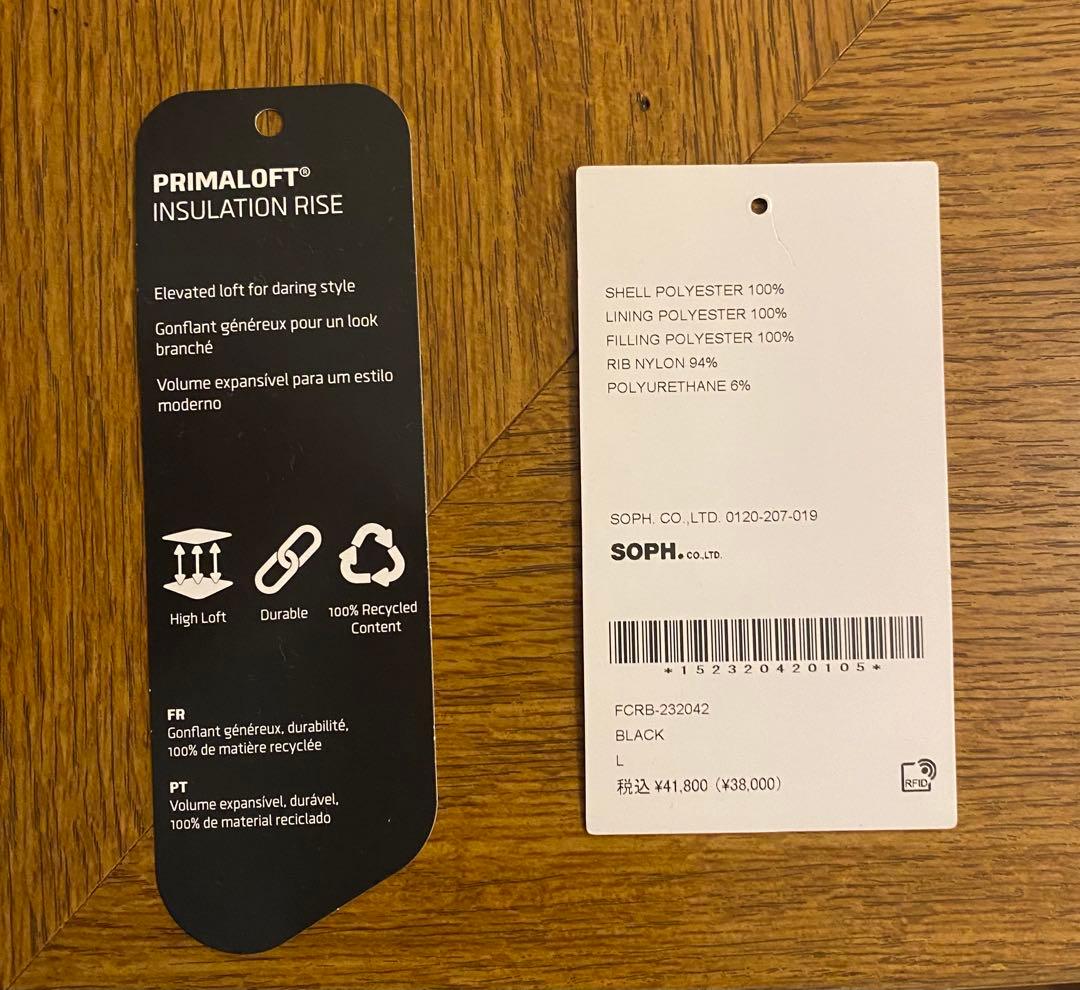 PRIMALOFT®
INSULATION RISE
Elevated loft for daring style
Gonflant généreux pour un look
branché
Volume expansível para um estilo
moderno
High Loft
Durable
100% Recycled
Content
FR
Gonflant généreux, durabilité,
100% de matière recyclée
PT
Volume expansível, durável,
100% de material reciclado
SHELL POLYESTER 100%
LINING POLYESTER 100%
FILLING POLYESTER 100%
RIB NYLON 94%
POLYURETHANE 6%
SOPH. CO.,LTD. 0120-207-019
SOPH. CO.,LTD.
*152320420105*
FCRB-232042
BLACK
L
税込 ¥41,800 (¥38,000)
RFID